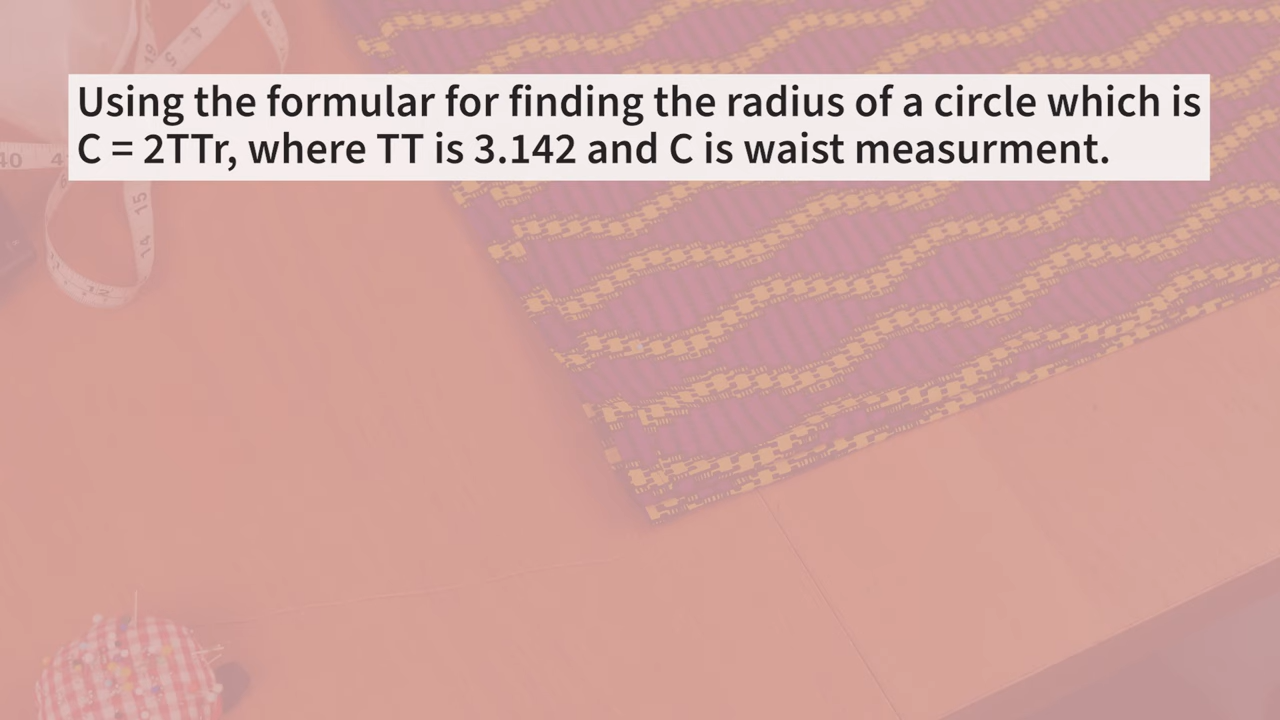 Using the formular for finding the radius of a circle which is
C = 2TTr, where TT is 3.142 and C is waist measurment.